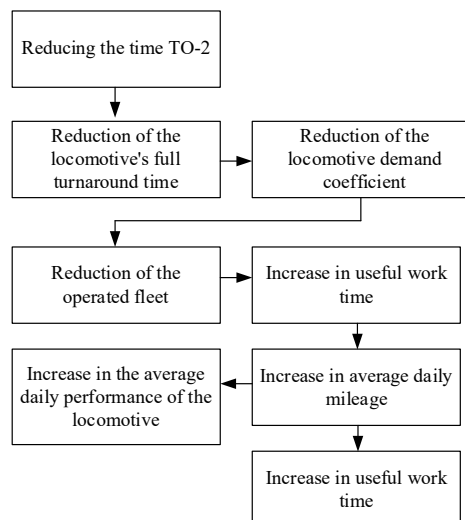 Reducing the time TO-2
Reduction of the
locomotive's full
turnaround time
Reduction of the
locomotive demand
coefficient
Reduction of the
operated fleet
Increase in useful work
time
Increase in the average
daily performance of the
locomotive
Increase in average daily
mileage
Increase in useful work
time